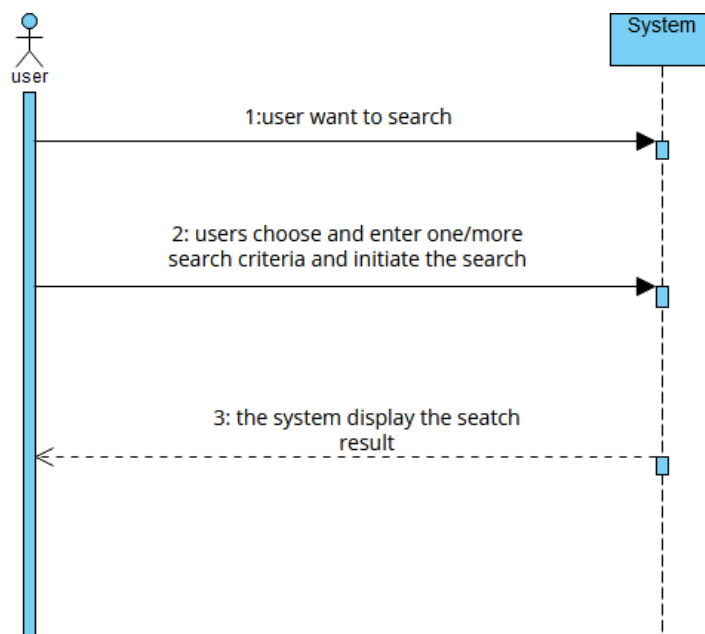 System
user
1:user want to search
2: users choose and enter one/more
search criteria and initiate the search
3: the system display the seatch
result